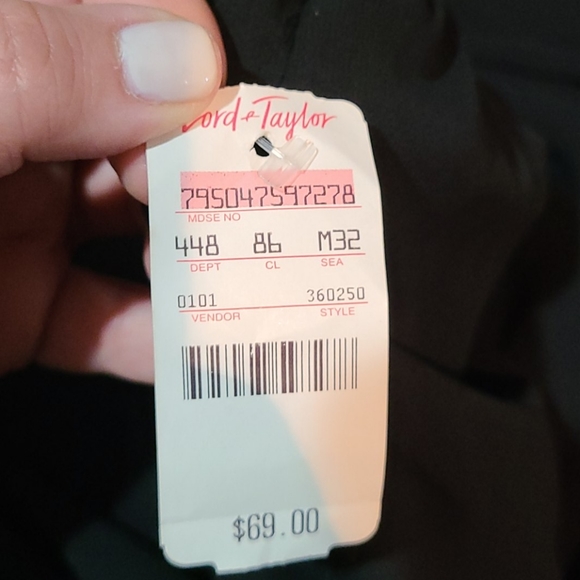 Lord & Taylor
795047597278
MDSE NO
448 86 M32
DEPT CL SEA
0101 360250
VENDOR STYLE
$69.00